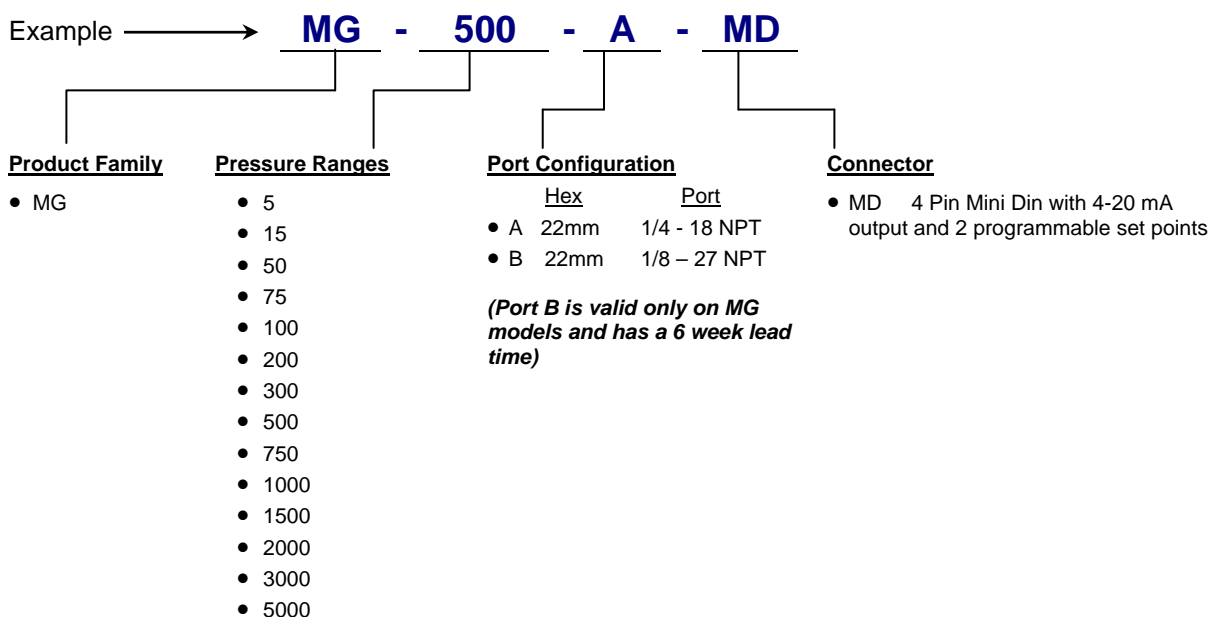 Example MG - 500 - A - MD
Product Family
• MG
Pressure Ranges
• 5
• 15
• 50
• 75
• 100
• 200
• 300
• 500
• 750
• 1000
• 1500
• 2000
• 3000
• 5000
Port Configuration
Hex Port
• A 22mm 1/4 - 18 NPT
• B 22mm 1/8 – 27 NPT
(Port B is valid only on MG
models and has a 6 week lead
time)
Connector
• MD 4 Pin Mini Din with 4-20 mA
output and 2 programmable set points